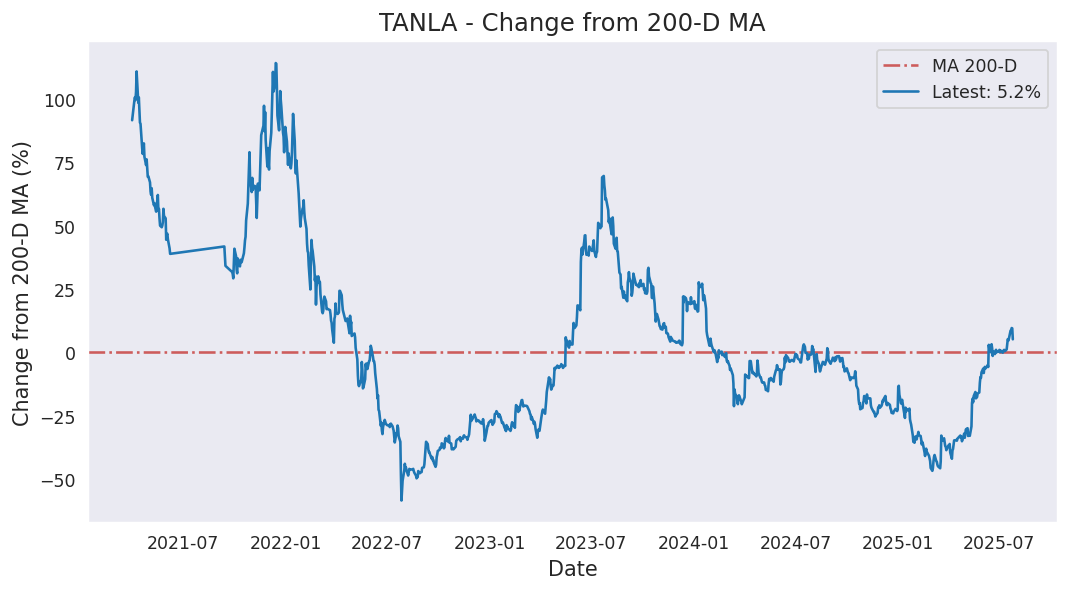 TANLA - Change from 200-D MA
MA 200-D
Latest: 5.2%
Change from 200-D MA (%)
100
75
50
25
0
−25
−50
2021-07 2022-01 2022-07 2023-01 2023-07 2024-01 2024-07 2025-01 2025-07
Date